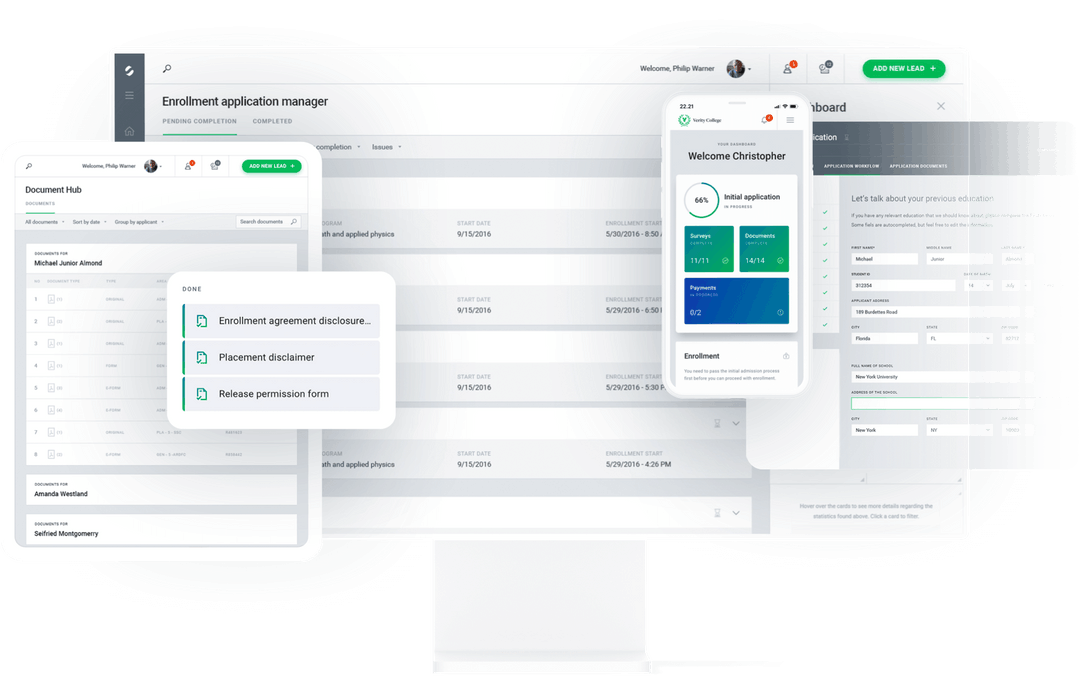 Welcome, Philip Warner
ADD NEW LEAD +
Enrollment application manager
PENDING COMPLETION
COMPLETED
completion
Issues
START DATE
ENROLLMENT START
ath and applied physics
9/15/2016
5/30/2016 - 8:50
START DATE
ENROLLMENT START
9/15/2016
5/29/2016 - 6:50
START DATE
ENROLLMENT START
9/15/2016
5/29/2016 - 5:30 P
START DATE
ENROLLMENT START
ath and applied physics
9/15/2016
5/29/2016 - 4:26 PM
Hover over the cards to see more details regarding the
statistics found above. Click a card to filter.
Welcome, Philip Warner
ADD NEW LEAD +
Document Hub
DOCUMENTS
All documents
Sort by date
Group by applicant
Search documents
DOCUMENTS FOR
Michael Junior Almond
NO
DOCUMENT TYPE
TYPE
1 (1) ORIGINAL
2 (1) ORIGINAL
3 (1) ORIGINAL
4 (1) FORM
5
6
7 (1) ORIGINAL
8
DOCUMENTS FOR
Amanda Westland
DOCUMENTS FOR
Seifried Montgomerry
DONE
Enrollment agreement disclosure...
Placement disclaimer
Release permission form
22.21
Verity College
YOUR DASHBOARD
Welcome Christopher
66%
Initial application
IN PROGRESS
Surveys
COMPLETE
11/11
Documents
COMPLETE
14/14
Payments
IN PROGRESS
0/2
Enrollment
You need to pass the initial admission process
first before you can proceed with enrollment.
APPLICATION WORKFLOW
APPLICATION DOCUMENTS
Let's talk about your previous education
If you have any relevant education that we should know about,
Some fields are autocompleted, but feel free to edit the information
FIRST NAME*
MIDDLE NAME
LAST NAME*
Michael
Junior
Almond
STUDENT ID
DATE OF BIRTH
312354
14
July
APPLICANT ADDRESS
189 Burdettes Road
CITY
STATE
ZIP CODE
Florida
FL
FULL NAME OF SCHOOL
New York University
ADDRESS OF THE SCHOOL
CITY
STATE
ZIP CODE
New York
NY